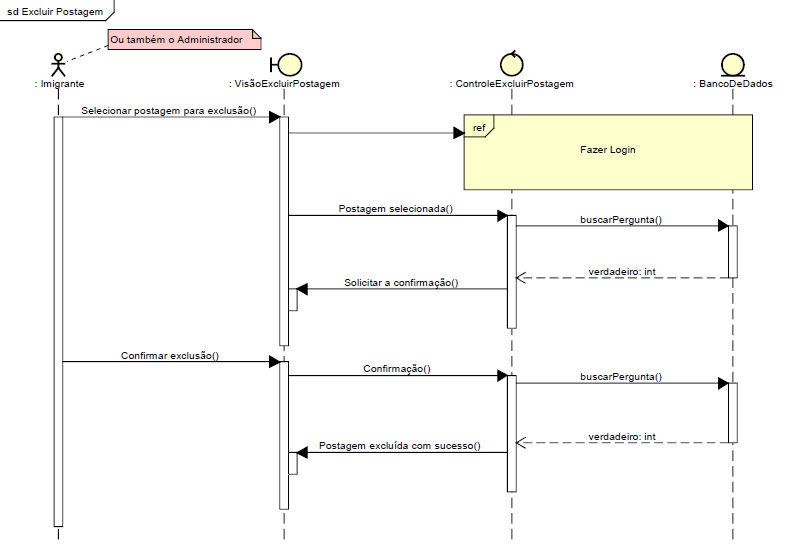 sd Excluir Postagem
Ou também o Administrador
: Imigrante
: VisãoExcluirPostagem
: ControleExcluirPostagem
: BancoDeDados
Selecionar postagem para exclusão()
ref
Fazer Login
Postagem selecionada()
buscarPergunta()
verdadeiro: int
Solicitar a confirmação()
Confirmar exclusão()
Confirmação()
buscarPergunta()
verdadeiro: int
Postagem excluída com sucesso()